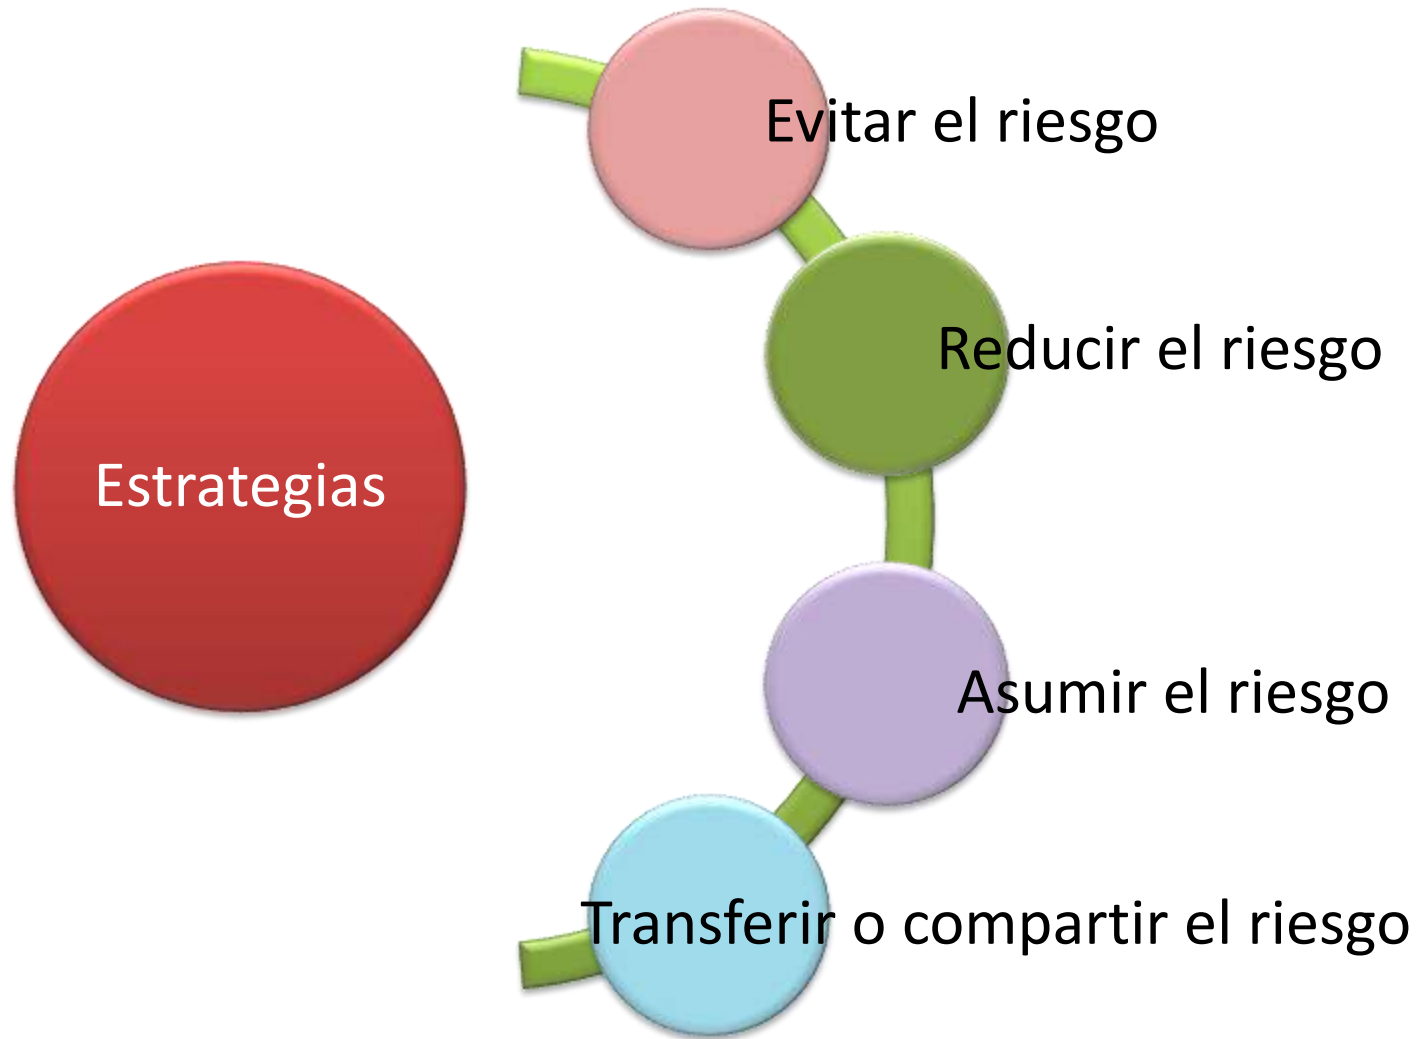 Evitar el riesgo
Reducir el riesgo
Estrategias
Asumir el riesgo
Transferir o compartir el riesgo